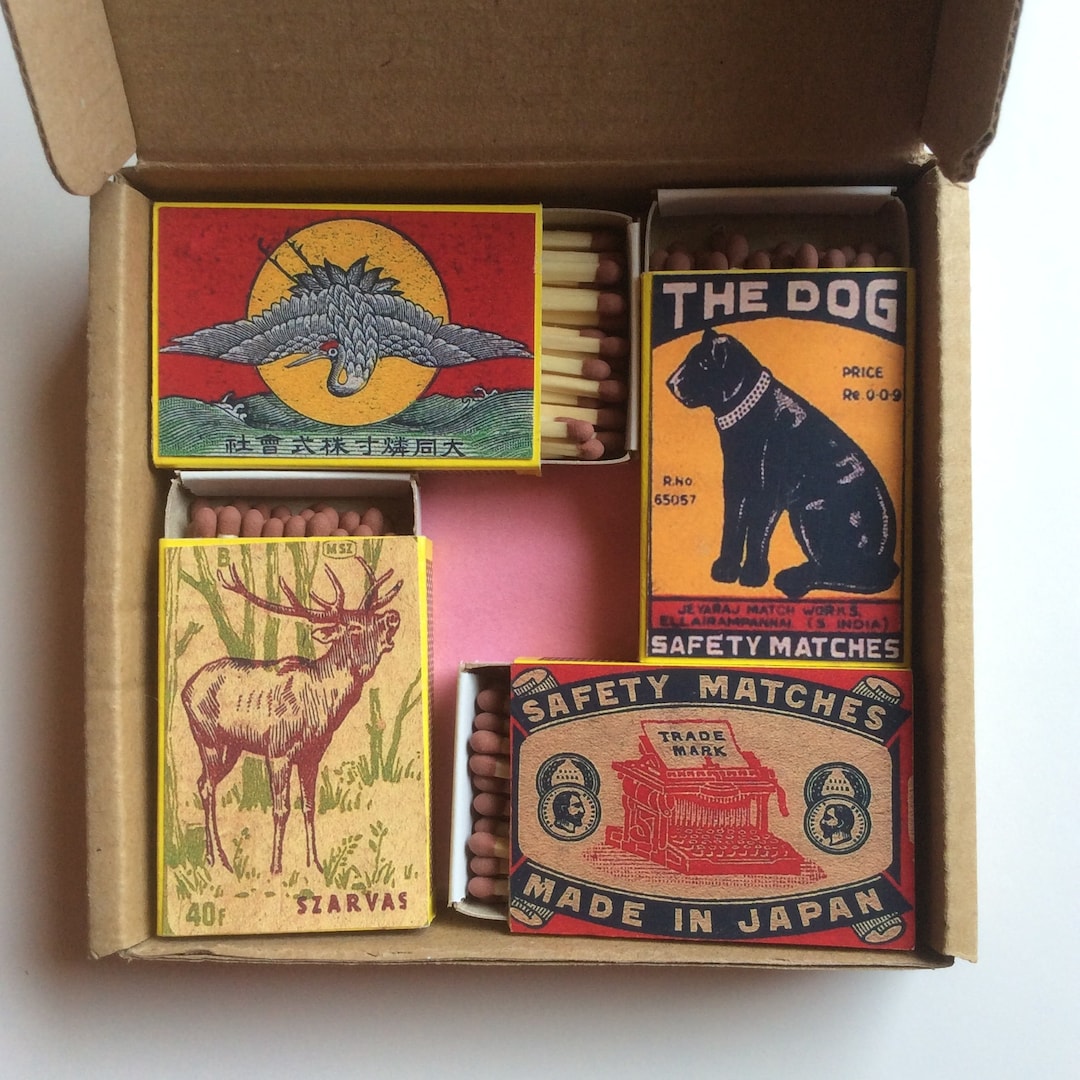 大同燐寸株式會社
THE DOG
PRICE
Re. 0-0-9
R.No
65057
JEYARAJ MATCH WORKS,
ELLAIRAMPANNAI. (S. INDIA)
SAFETY MATCHES
MSZ
40f
SZARVAS
SAFETY MATCHES
TRADE
MARK
MADE IN JAPAN